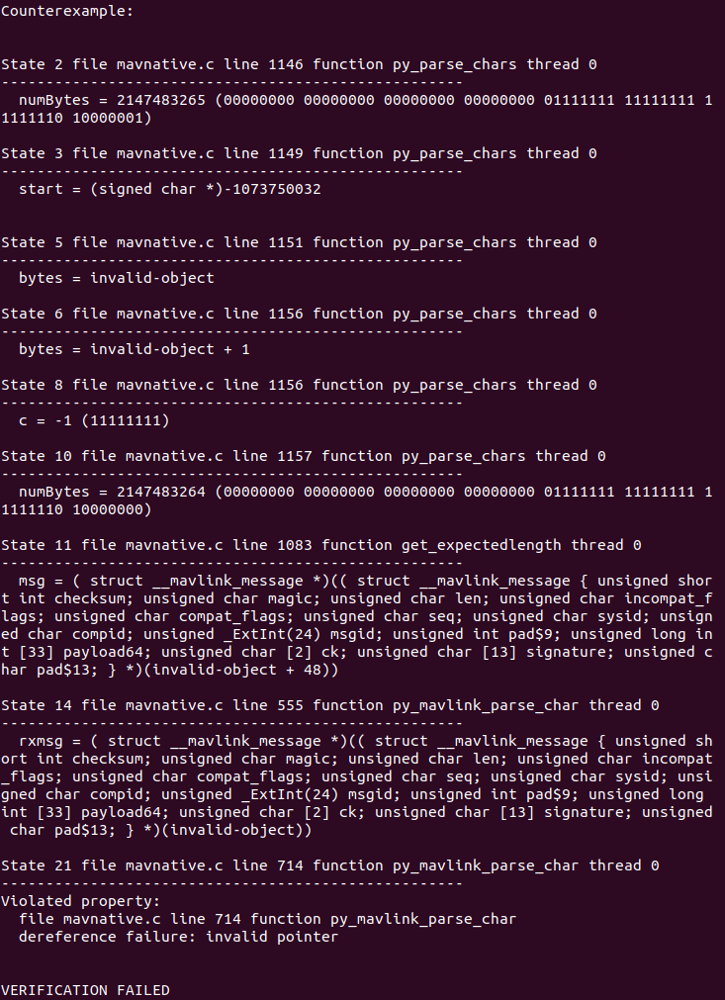 Counterexample:
State 2 file mavnative.c line 1146 function py_parse_chars thread 0
----------------------------------------------------
  numBytes = 2147483265 (00000000 00000000 00000000 00000000 01111111 11111111 1
1111110 10000001)
State 3 file mavnative.c line 1149 function py_parse_chars thread 0
----------------------------------------------------
  start = (signed char *)-1073750032
State 5 file mavnative.c line 1151 function py_parse_chars thread 0
----------------------------------------------------
  bytes = invalid-object
State 6 file mavnative.c line 1156 function py_parse_chars thread 0
----------------------------------------------------
  bytes = invalid-object + 1
State 8 file mavnative.c line 1156 function py_parse_chars thread 0
----------------------------------------------------
  c = -1 (11111111)
State 10 file mavnative.c line 1157 function py_parse_chars thread 0
----------------------------------------------------
  numBytes = 2147483264 (00000000 00000000 00000000 00000000 01111111 11111111 1
1111110 10000000)
State 11 file mavnative.c line 1083 function get_expectedlength thread 0
----------------------------------------------------
  msg = ( struct __mavlink_message *)(( struct __mavlink_message { unsigned shor
t int checksum; unsigned char magic; unsigned char len; unsigned char incompat_f
lags; unsigned char compat_flags; unsigned char seq; unsigned char sysid; unsign
ed char compid; unsigned _ExtInt(24) msgid; unsigned int pad$9; unsigned long in
t [33] payload64; unsigned char [2] ck; unsigned char [13] signature; unsigned c
har pad$13; } *)(invalid-object + 48))
State 14 file mavnative.c line 555 function py_mavlink_parse_char thread 0
----------------------------------------------------
  rxmsg = ( struct __mavlink_message *)(( struct __mavlink_message { unsigned sh
ort int checksum; unsigned char magic; unsigned char len; unsigned char incompat
_flags; unsigned char compat_flags; unsigned char seq; unsigned char sysid; unsi
gned char compid; unsigned _ExtInt(24) msgid; unsigned int pad$9; unsigned long
int [33] payload64; unsigned char [2] ck; unsigned char [13] signature; unsigned
 char pad$13; } *)(invalid-object))
State 21 file mavnative.c line 714 function py_mavlink_parse_char thread 0
----------------------------------------------------
Violated property:
  file mavnative.c line 714 function py_mavlink_parse_char
  dereference failure: invalid pointer
VERIFICATION FAILED